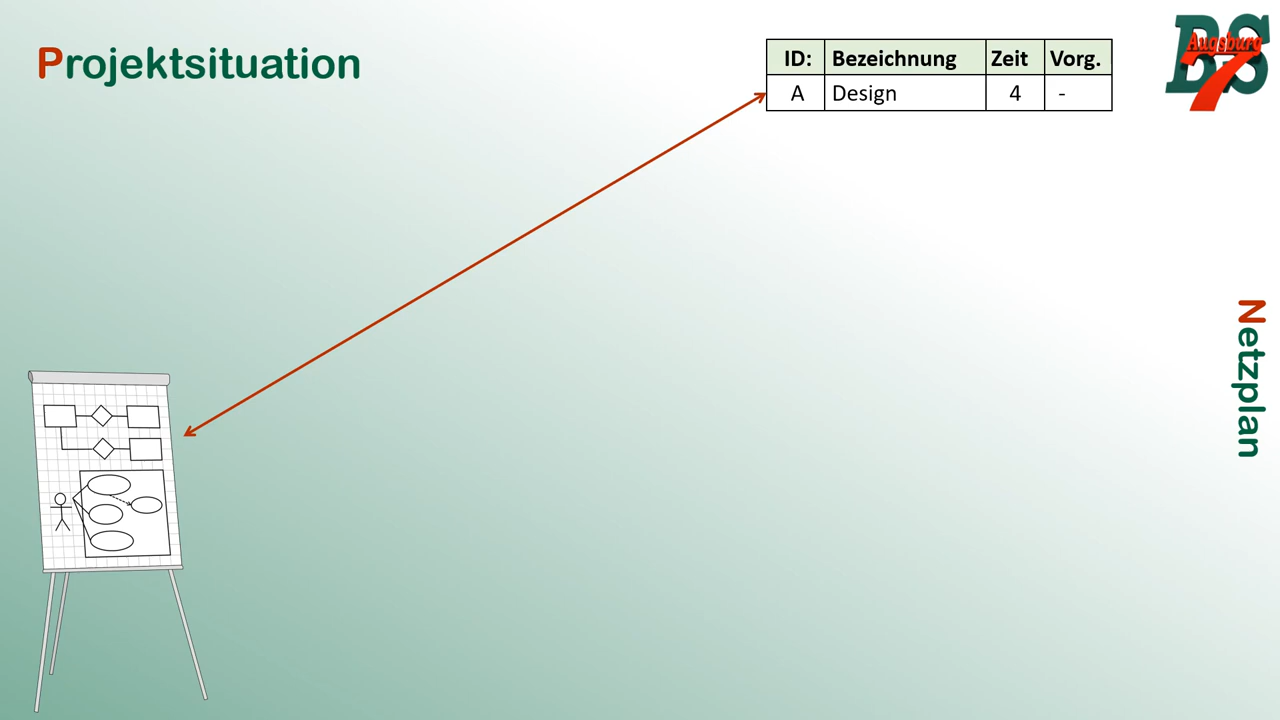 Projektsituation
ID: Bezeichnung Zeit Vorg.
A Design 4 -
BS
Augsburg
7
Netzplan